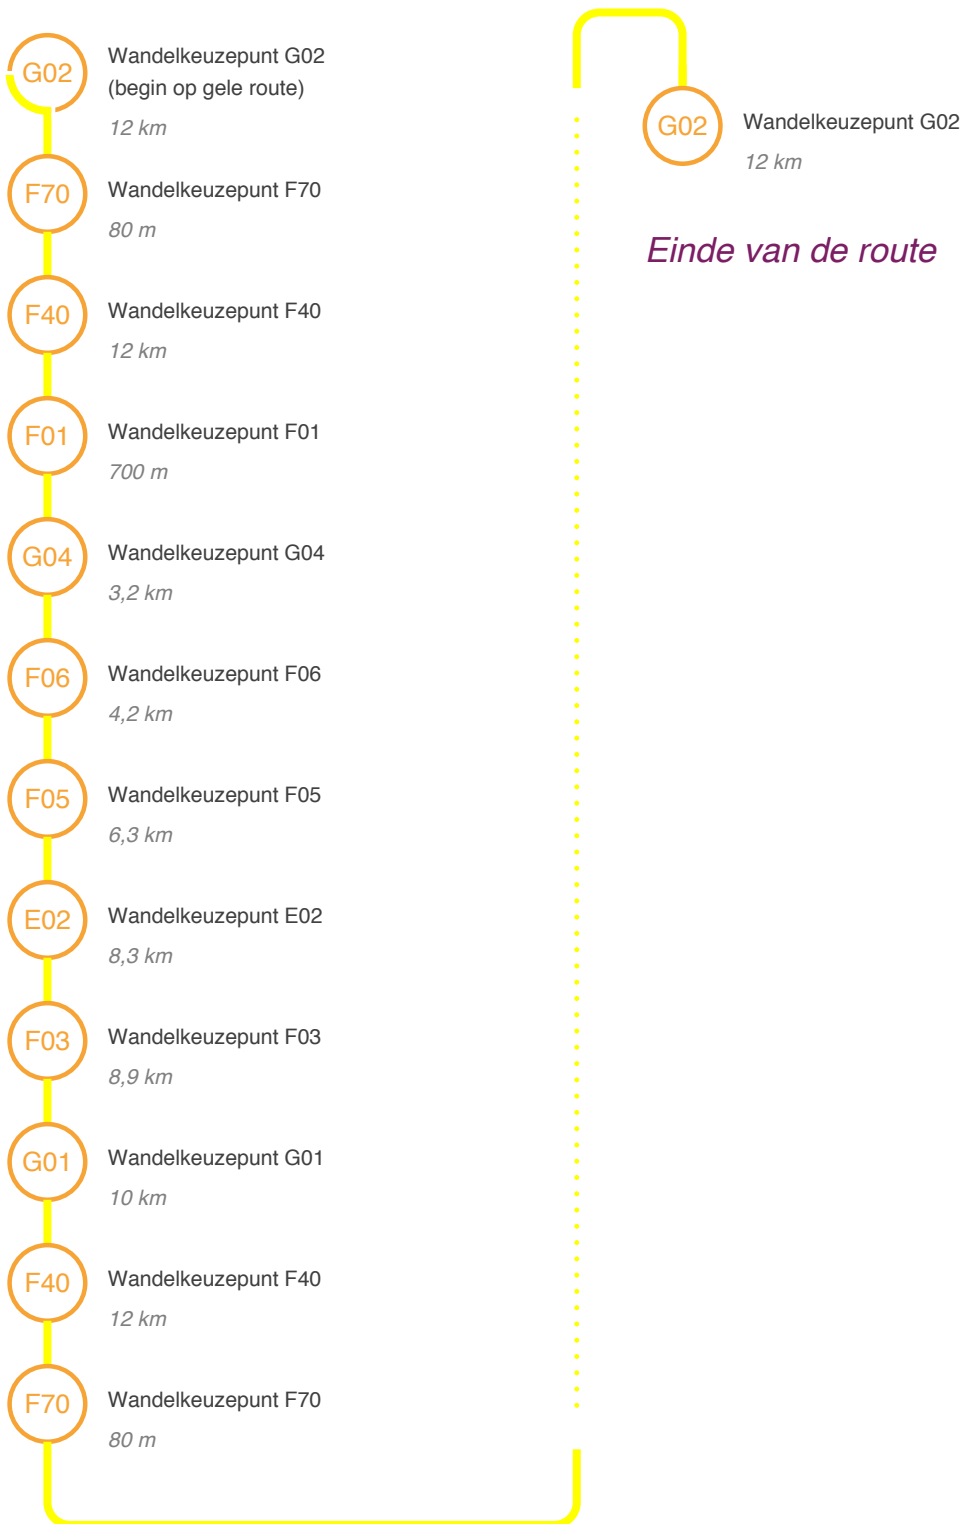 G02
Wandelkeuzepunt G02
(begin op gele route)
12 km
F70
Wandelkeuzepunt F70
80 m
F40
Wandelkeuzepunt F40
12 km
F01
Wandelkeuzepunt F01
700 m
G04
Wandelkeuzepunt G04
3,2 km
F06
Wandelkeuzepunt F06
4,2 km
F05
Wandelkeuzepunt F05
6,3 km
E02
Wandelkeuzepunt E02
8,3 km
F03
Wandelkeuzepunt F03
8,9 km
G01
Wandelkeuzepunt G01
10 km
F40
Wandelkeuzepunt F40
12 km
F70
Wandelkeuzepunt F70
80 m
G02
Wandelkeuzepunt G02
12 km
Einde van de route